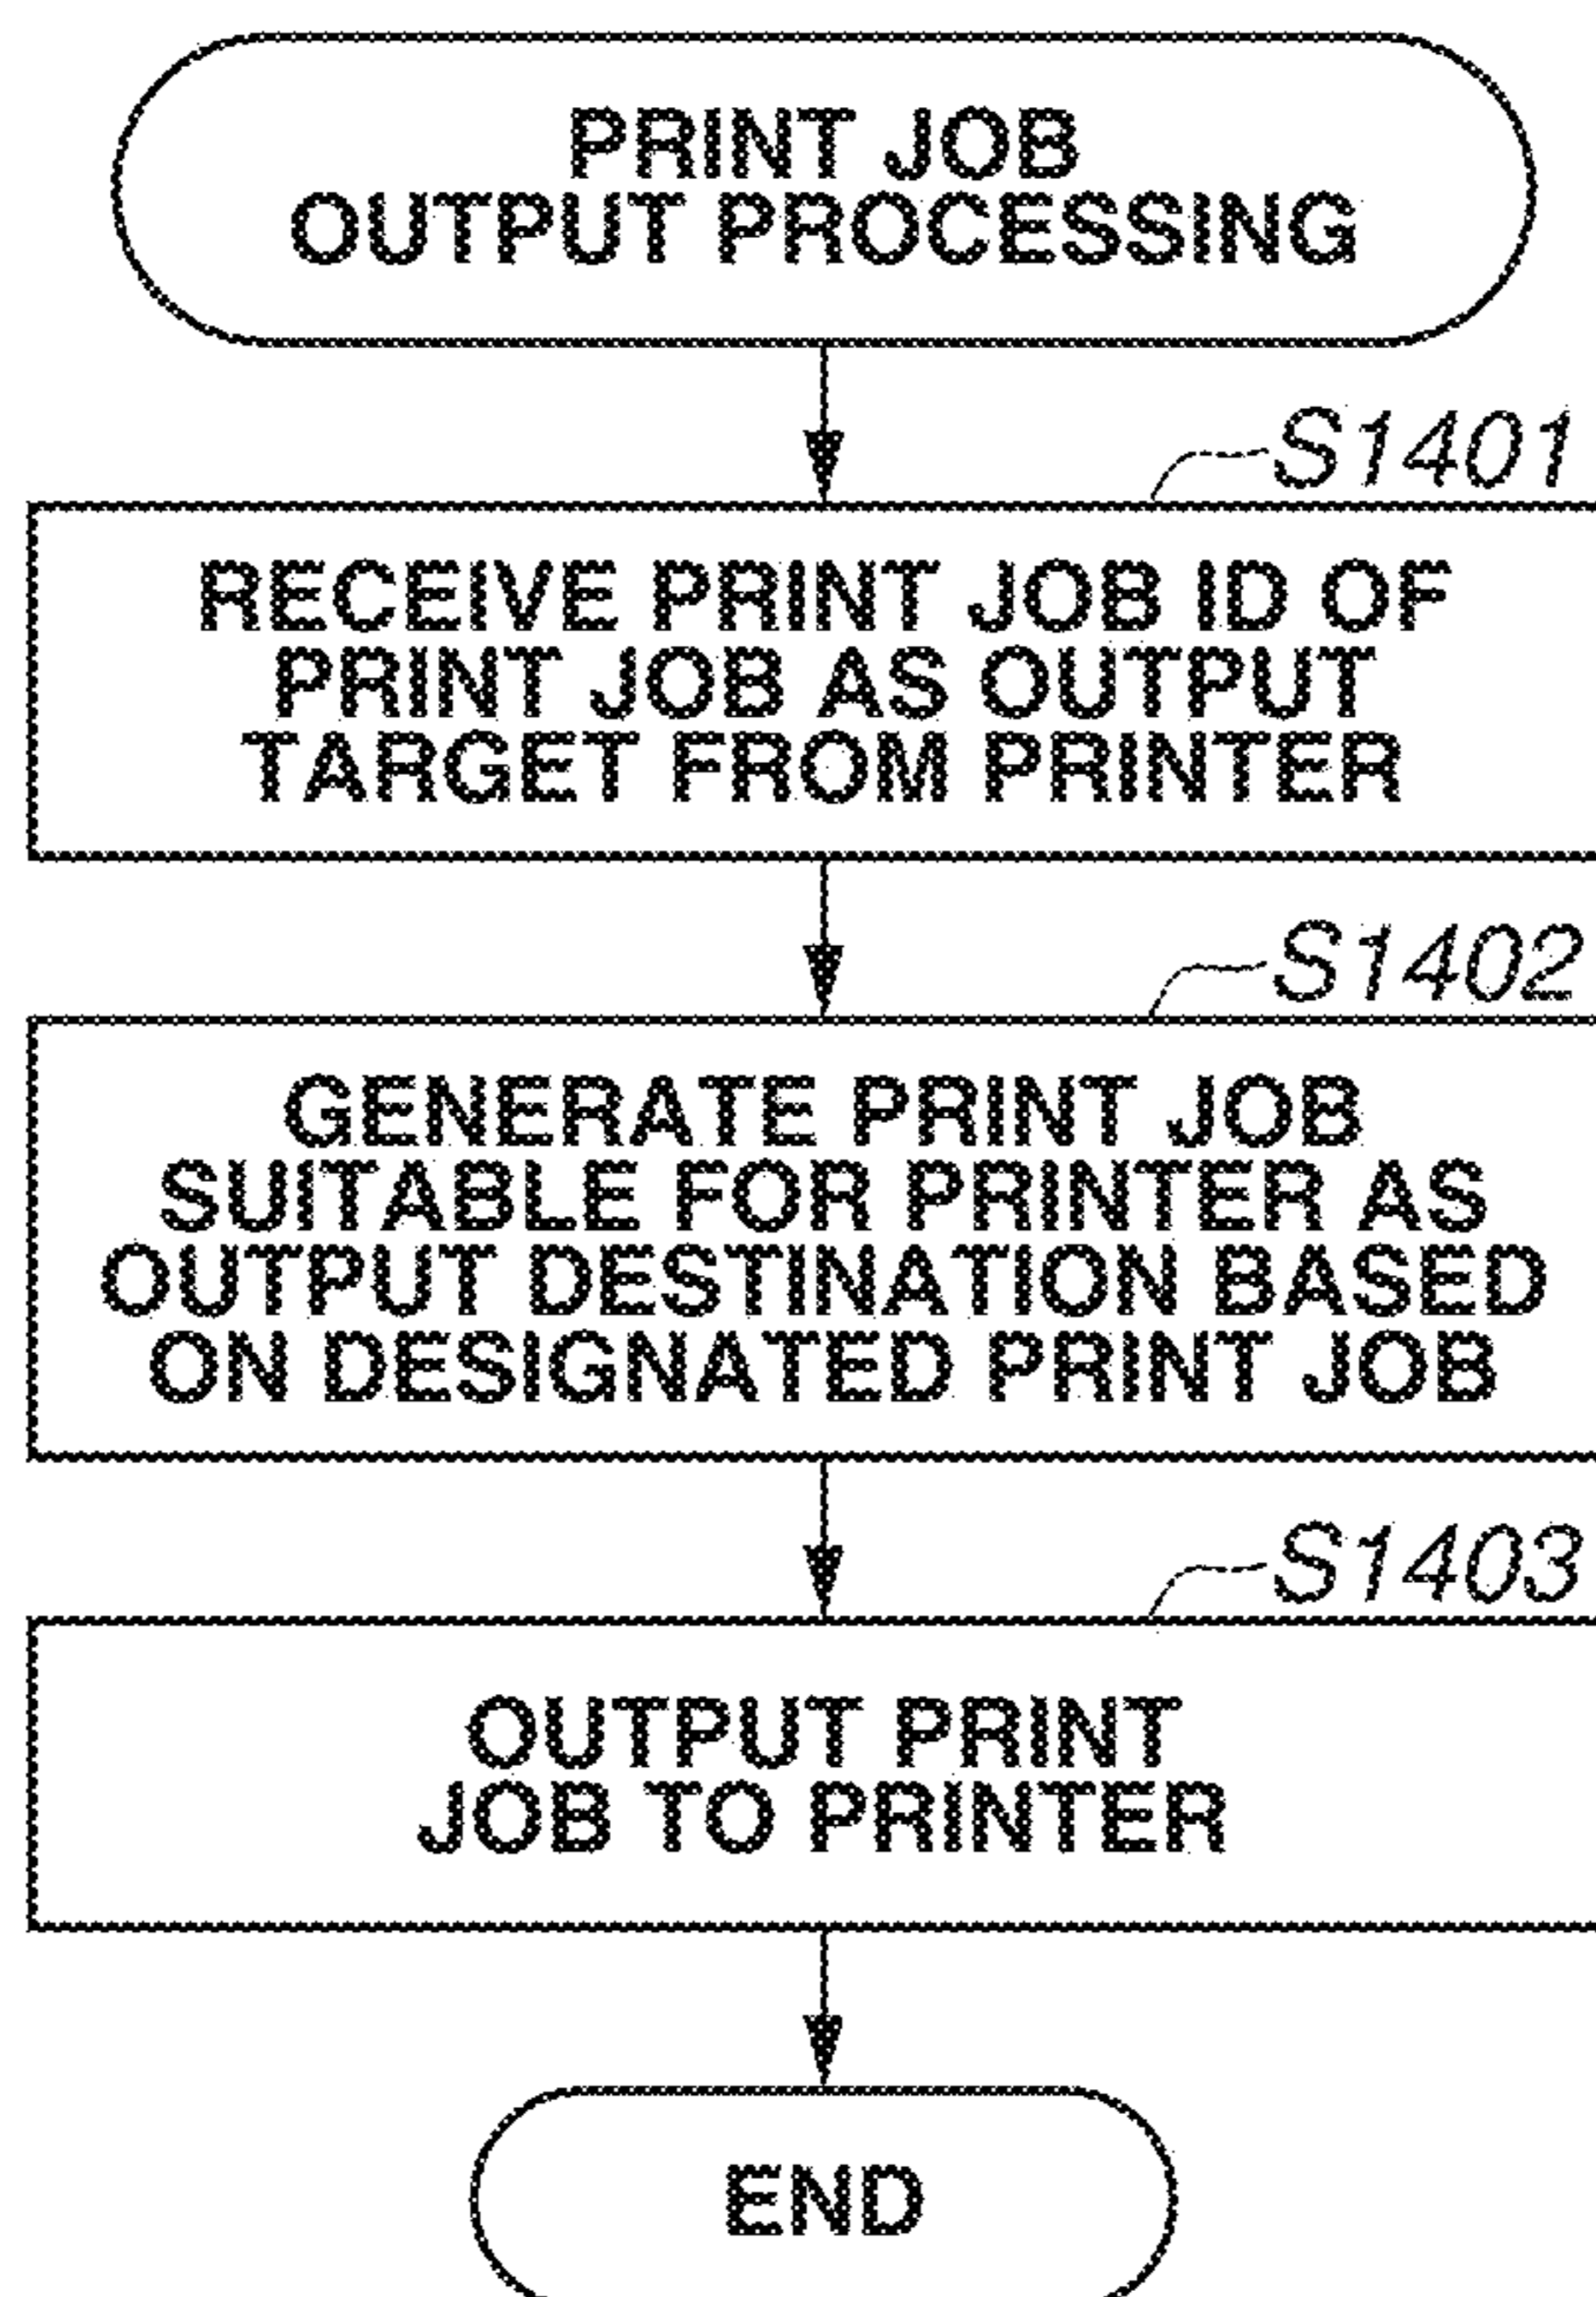 PRINT JOB
OUTPUT PROCESSING
S1401
RECEIVE PRINT JOB ID OF
PRINT JOB AS OUTPUT
TARGET FROM PRINTER
S1402
GENERATE PRINT JOB
SUITABLE FOR PRINTER AS
OUTPUT DESTINATION BASED
ON DESIGNATED PRINT JOB
S1403
OUTPUT PRINT
JOB TO PRINTER
END